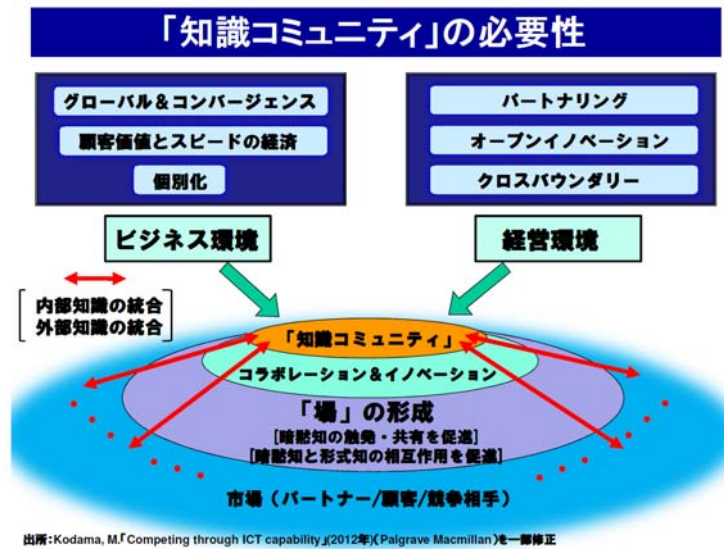 「知識コミュニティ」の必要性
グローバル＆コンバージェンス
顧客価値とスピードの経済
個別化
パートナリング
オープンイノベーション
クロスバウンダリー
ビジネス環境
経営環境
内部知識の統合
外部知識の統合
「知識コミュニティ」
コラボレーション＆イノベーション
「場」の形成
[暗黙知の触発・共有を促進]
[暗黙知と形式知の相互作用を促進]
市場（パートナー/顧客/競争相手）
出所:Kodama, M.｢Competing through ICT capability｣(2012年)(Palgrave Macmillan)を一部修正